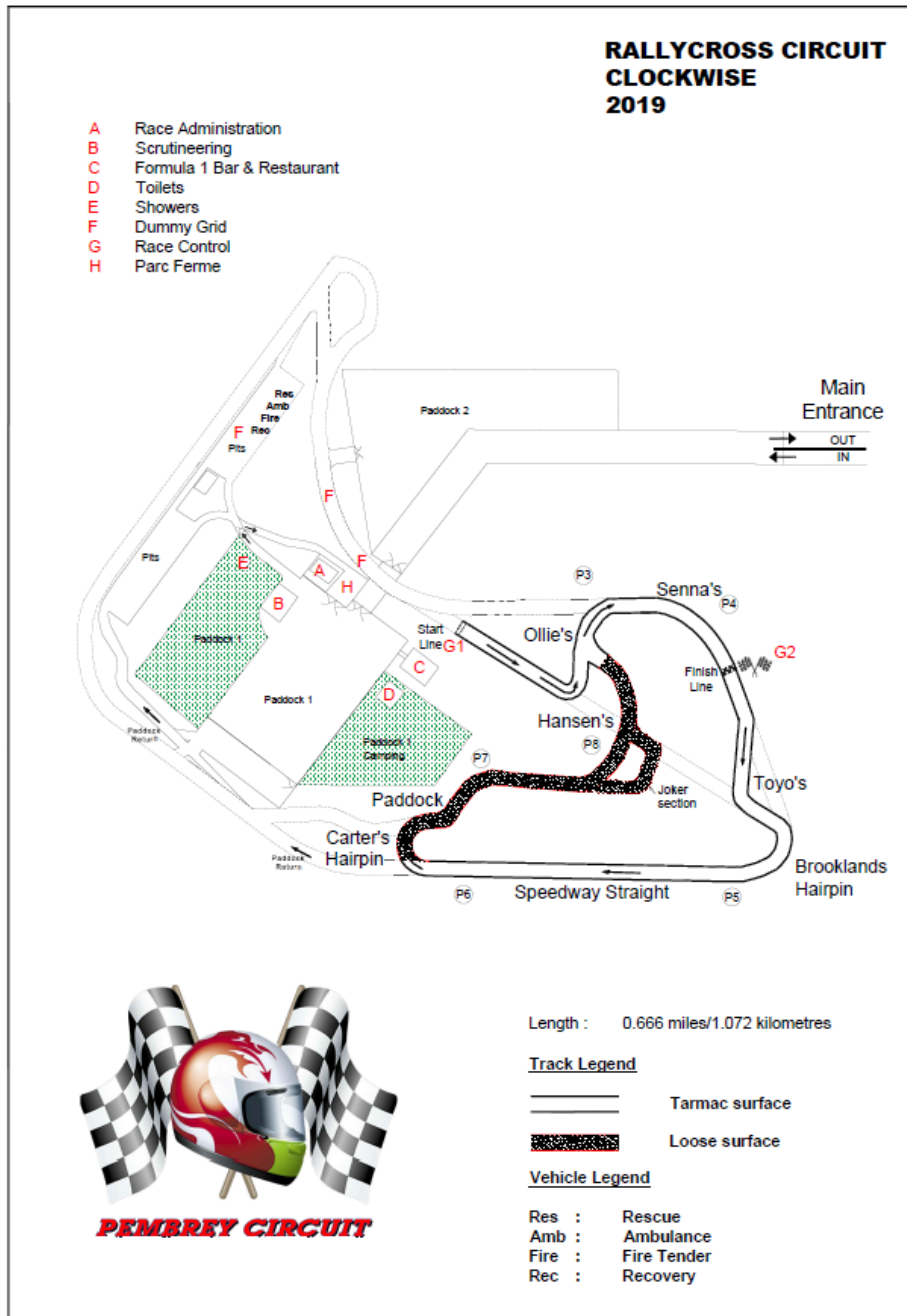 RALLYCROSS CIRCUIT
CLOCKWISE
2019
A Race Administration
B Scrutineering
C Formula 1 Bar & Restaurant
D Toilets
E Showers
F Dummy Grid
G Race Control
H Parc Ferme
Res
Amb
Fire
Rec
F
Pits
Paddock 2
Main
Entrance
OUT
IN
F
F
Pits
E
A
H
B
P3
Senna's
P4
Start
Line
G1
Ollie's
G2
Finish
Line
C
D
Paddock 1
Paddock 1
Paddock 1
Camping
Hansen's
P8
P7
Paddock
Return
Toyo's
Joker
section
Paddock
Carter's
Hairpin
Paddock
Return
Brooklands
Hairpin
Speedway Straight
P6
P5
Length : 0.666 miles/1.072 kilometres
Track Legend
Tarmac surface
Loose surface
Vehicle Legend
Res : Rescue
Amb : Ambulance
Fire : Fire Tender
Rec : Recovery
PEMBREY CIRCUIT